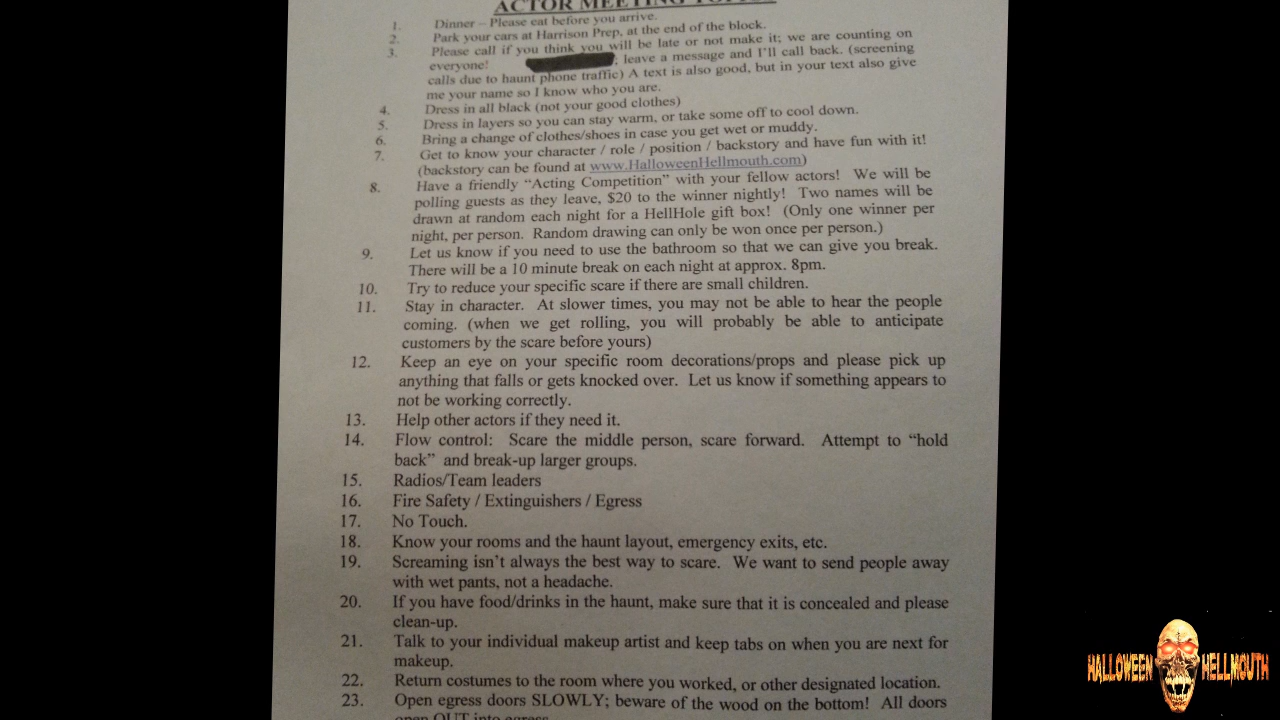 ACTOR MEETING TOPICS
1. Dinner – Please eat before you arrive.
2. Park your cars at Harrison Prep, at the end of the block.
3. Please call if you think you will be late or not make it; we are counting on
everyone! ; leave a message and I'll call back. (screening
calls due to haunt phone traffic) A text is also good, but in your text also give
me your name so I know who you are.
4. Dress in all black (not your good clothes)
5. Dress in layers so you can stay warm, or take some off to cool down.
6. Bring a change of clothes/shoes in case you get wet or muddy.
7. Get to know your character / role / position / backstory and have fun with it!
(backstory can be found at www.HalloweenHellmouth.com)
8. Have a friendly “Acting Competition” with your fellow actors! We will be
polling guests as they leave, $20 to the winner nightly! Two names will be
drawn at random each night for a HellHole gift box! (Only one winner per
night, per person. Random drawing can only be won once per person.)
9. Let us know if you need to use the bathroom so that we can give you break.
There will be a 10 minute break on each night at approx. 8pm.
10. Try to reduce your specific scare if there are small children.
11. Stay in character. At slower times, you may not be able to hear the people
coming. (when we get rolling, you will probably be able to anticipate
customers by the scare before yours)
12. Keep an eye on your specific room decorations/props and please pick up
anything that falls or gets knocked over. Let us know if something appears to
not be working correctly.
13. Help other actors if they need it.
14. Flow control: Scare the middle person, scare forward. Attempt to “hold
back” and break-up larger groups.
15. Radios/Team leaders
16. Fire Safety / Extinguishers / Egress
17. No Touch.
18. Know your rooms and the haunt layout, emergency exits, etc.
19. Screaming isn't always the best way to scare. We want to send people away
with wet pants, not a headache.
20. If you have food/drinks in the haunt, make sure that it is concealed and please
clean-up.
21. Talk to your individual makeup artist and keep tabs on when you are next for
makeup.
22. Return costumes to the room where you worked, or other designated location.
23. Open egress doors SLOWLY; beware of the wood on the bottom! All doors
open OUT into egress.
HALLOWEEN HELLMOUTH